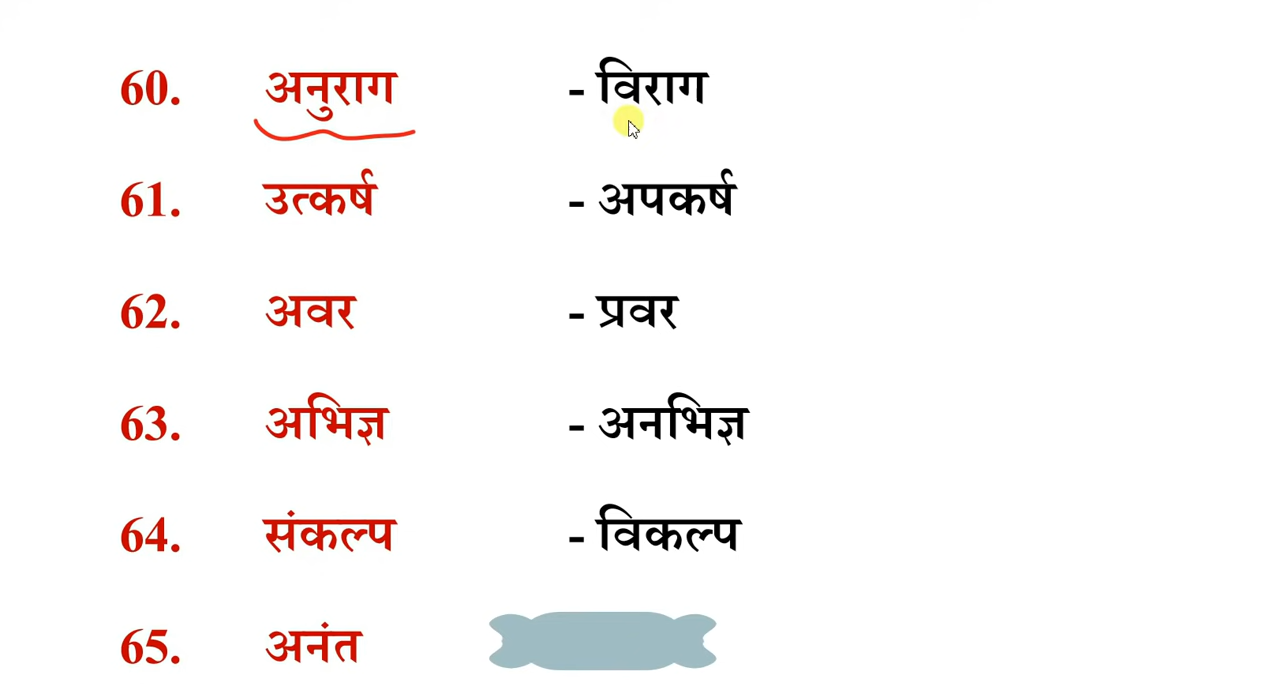 60. अनुराग - विराग
61. उत्कर्ष - अपकर्ष
62. अवर - प्रवर
63. अभिज्ञ - अनभिज्ञ
64. संकल्प - विकल्प
65. अनंत